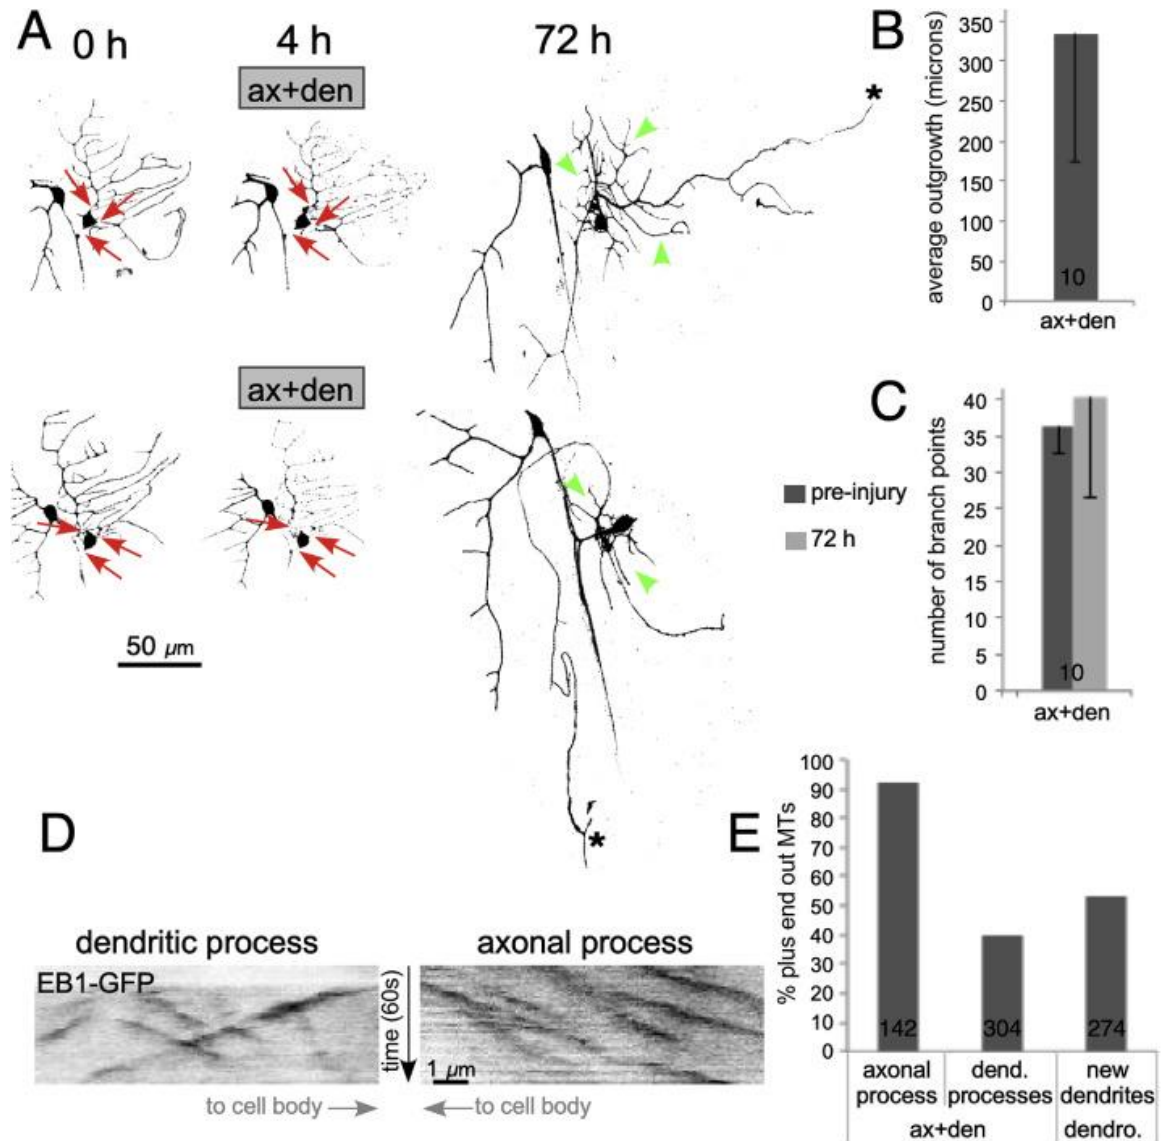 A
0 h
4 h
72 h
ax+den
*
ax+den
50 µm
*
B
average outgrowth (microns)
350
300
250
200
150
100
50
0
10
ax+den
C
number of branch points
40
35
30
25
20
15
10
5
0
10
ax+den
pre-injury
72 h
D
dendritic process
axonal process
EB1-GFP
time (60s)
1 µm
to cell body
to cell body
E
% plus end out MTs
100
90
80
70
60
50
40
30
20
10
0
142
304
274
axonal process
dend. processes
new dendrites
ax+den
dendro.